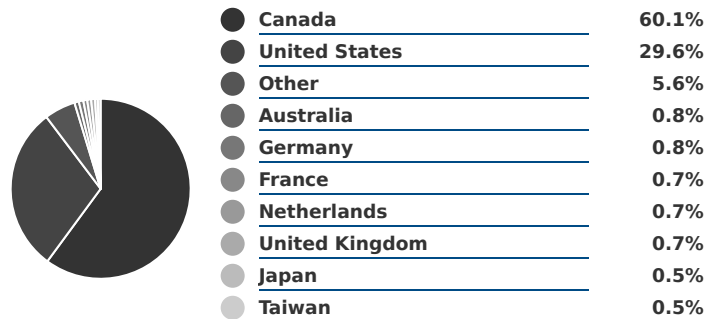 Canada 60.1%
United States 29.6%
Other 5.6%
Australia 0.8%
Germany 0.8%
France 0.7%
Netherlands 0.7%
United Kingdom 0.7%
Japan 0.5%
Taiwan 0.5%